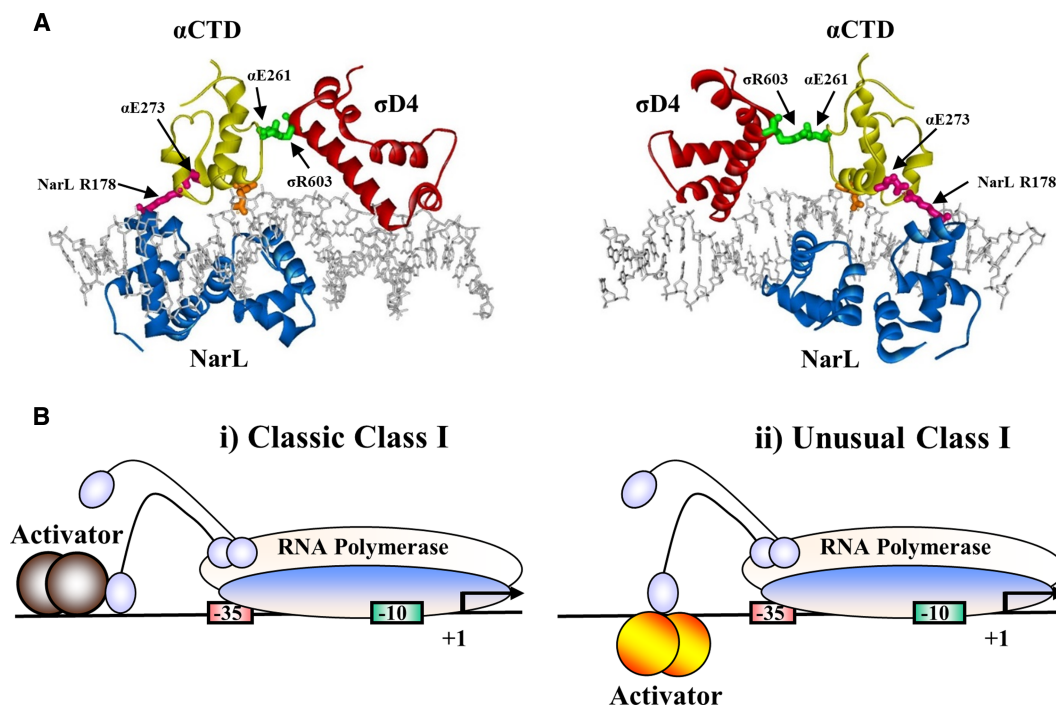 A
αCTD
αE261
αE273
σD4
NarL R178
σR603
NarL
αCTD
σR603
αE261
σD4
αE273
NarL R178
NarL
B
i) Classic Class I
Activator
RNA Polymerase
-35
-10
+1
ii) Unusual Class I
RNA Polymerase
-35
-10
+1
Activator